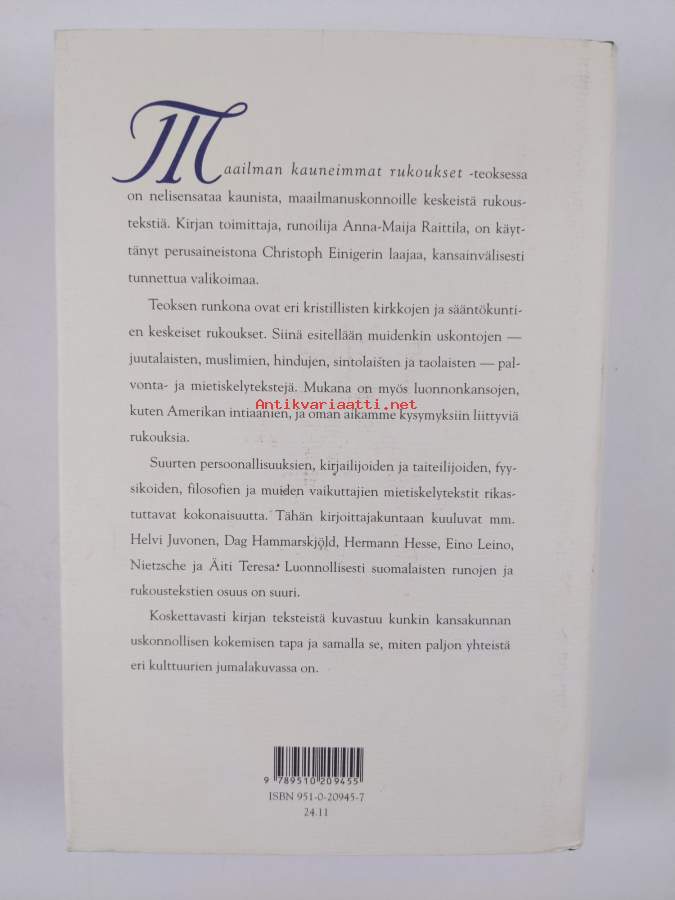 Maailman kauneimmat rukoukset -teoksessa
on nelisensataa kaunista, maailmanuskonnoille keskeistä rukous-
tekstiä. Kirjan toimittaja, runoilija Anna-Maija Raittila, on käyt-
tänyt perusaineistona Christoph Einigerin laajaa, kansainvälisesti
tunnettua valikoimaa.
Teoksen runkona ovat eri kristillisten kirkkojen ja sääntökunti-
en keskeiset rukoukset. Siinä esitellään muidenkin uskontojen —
juutalaisten, muslimien, hindujen, sintolaisten ja taolaisten — pal-
vonta- ja mietiskelytekstejä. Mukana on myös luonnonkansojen,
Antikvariaatti.net
kuten Amerikan intiaanien, ja oman aikamme kysymyksiin liittyviä
rukouksia.
Suurten persoonallisuuksien, kirjailijoiden ja taiteilijoiden, fyy-
sikoiden, filosofien ja muiden vaikuttajien mietiskelytekstit rikas-
tuttavat kokonaisuutta. Tähän kirjoittajakuntaan kuuluvat mm.
Helvi Juvonen, Dag Hammarskjöld, Hermann Hesse, Eino Leino,
Nietzsche ja Äiti Teresa. Luonnollisesti suomalaisten runojen ja
rukoustekstien osuus on suuri.
Koskettavasti kirjan teksteistä kuvastuu kunkin kansakunnan
uskonnollisen kokemisen tapa ja samalla se, miten paljon yhteistä
eri kulttuurien jumalakuvassa on.
9 789510 209455
ISBN 951-0-20945-7
24.11